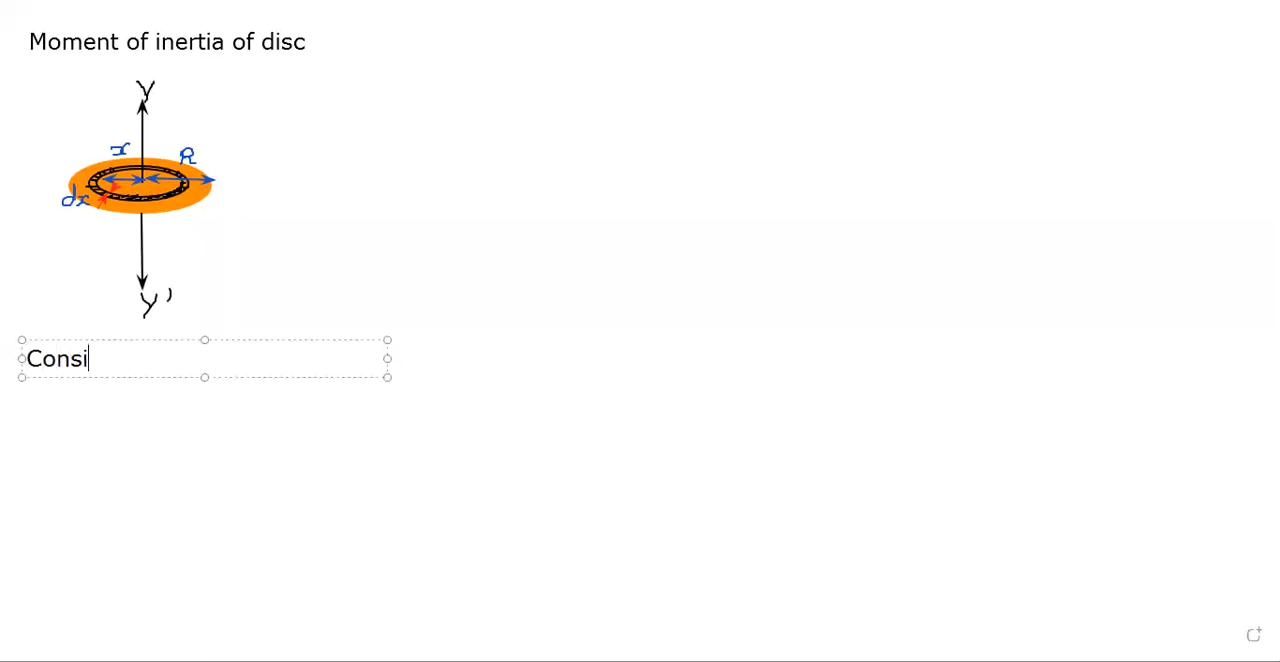 Moment of inertia of disc
Y
x
R
dx
Y'
Consi